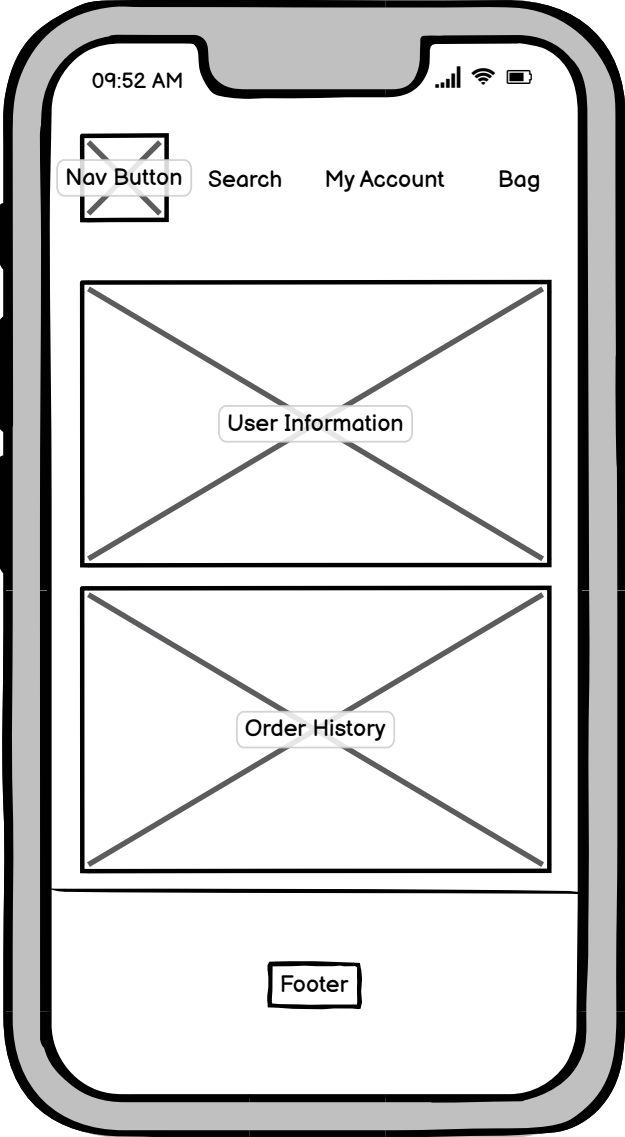 09:52 AM
Nav Button Search My Account Bag
User Information
Order History
Footer